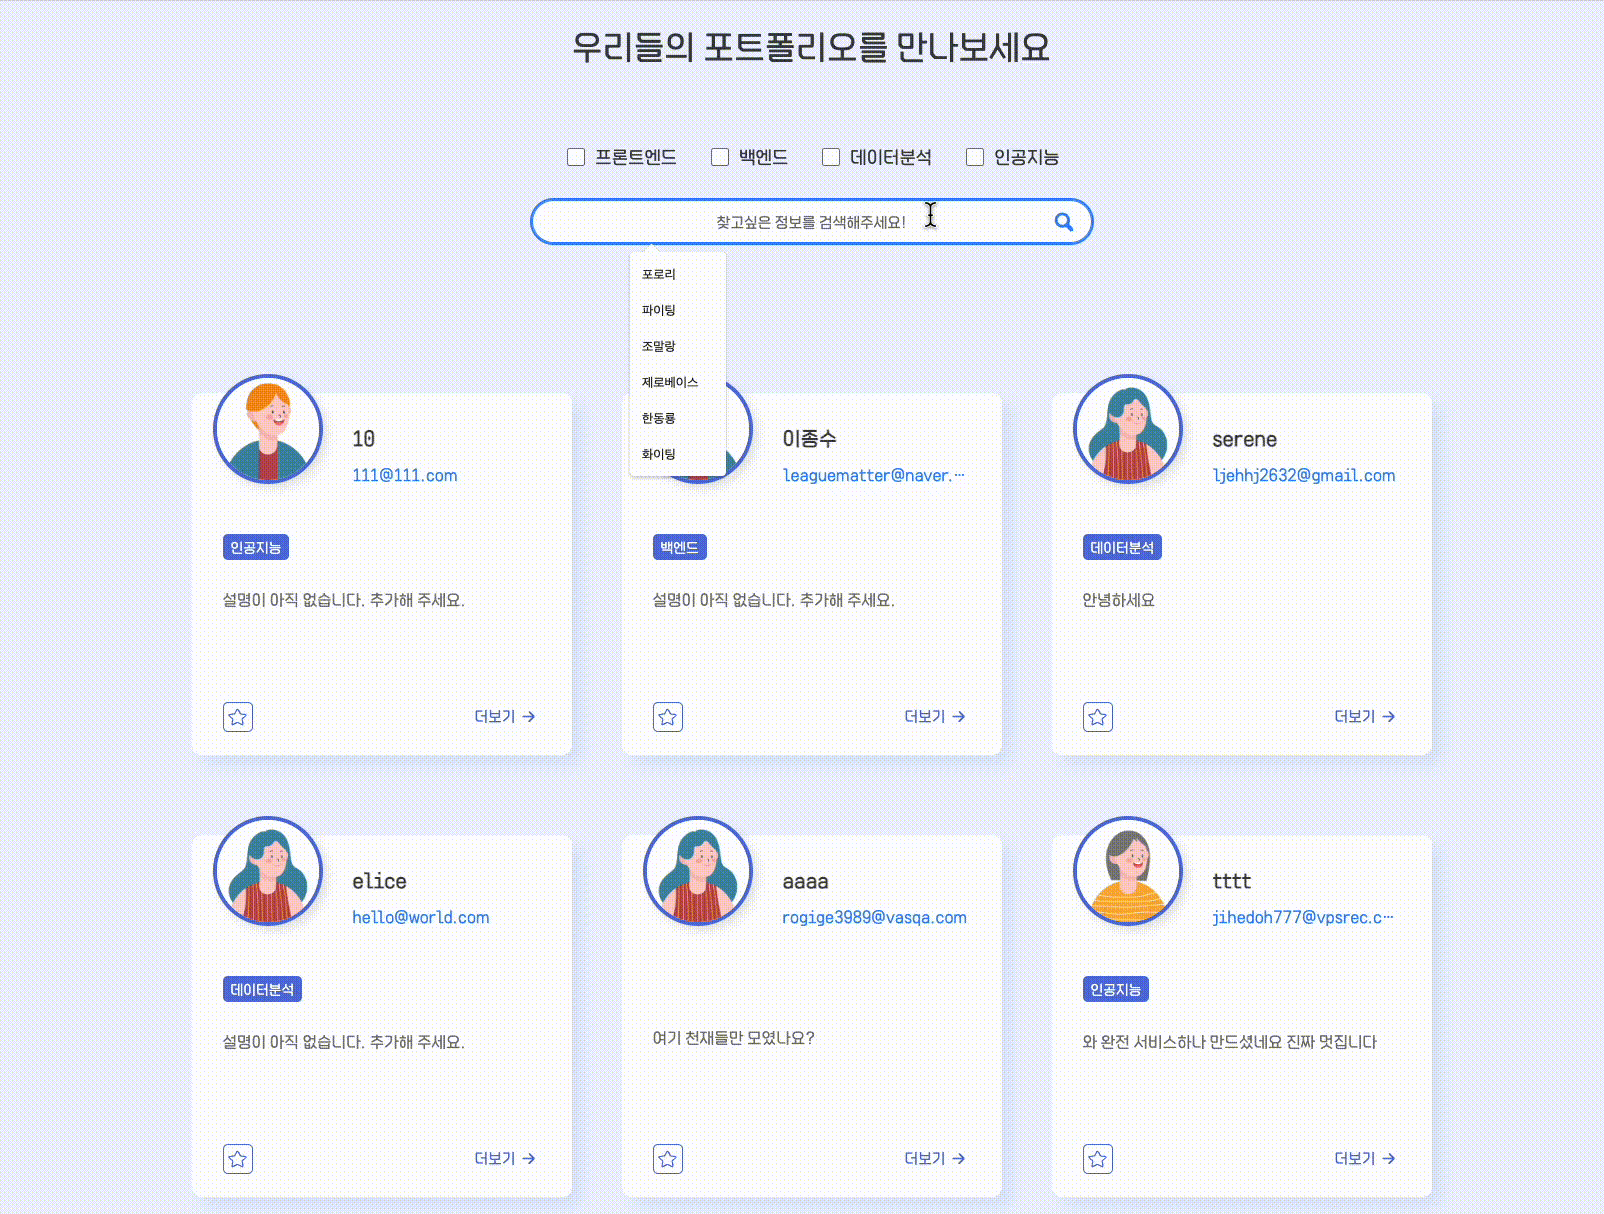 우리들의 포트폴리오를 만나보세요
프론트엔드 백엔드 데이터분석 인공지능
찾고싶은 정보를 검색해주세요!
포로리
파이팅
조말랑
제로베이스
한동룡
화이팅
10
111@111.com
인공지능
설명이 아직 없습니다. 추가해 주세요.
더보기 →
이종수
leaguematter@naver.…
백엔드
설명이 아직 없습니다. 추가해 주세요.
더보기 →
serene
ljehhj2632@gmail.com
데이터분석
안녕하세요
더보기 →
elice
hello@world.com
데이터분석
설명이 아직 없습니다. 추가해 주세요.
더보기 →
aaaa
rogige3989@vasqa.com
여기 천재들만 모였나요?
더보기 →
tttt
jihedoh777@vpsrec.c…
인공지능
와 완전 서비스하나 만드셨네요 진짜 멋집니다
더보기 →